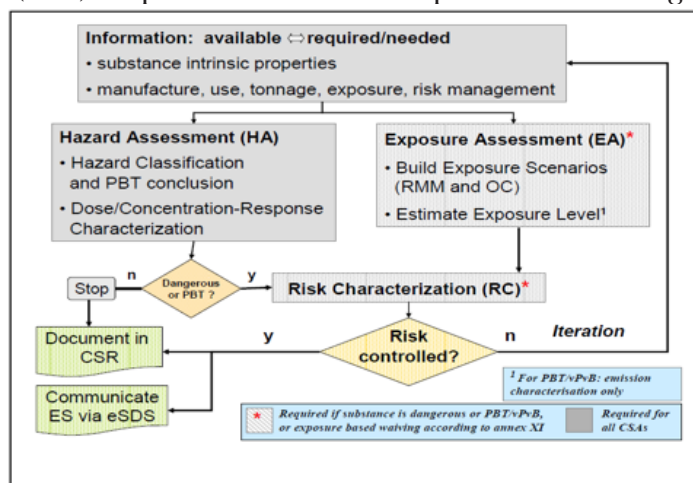 Information: available ⇔ required/needed
• substance intrinsic properties
• manufacture, use, tonnage, exposure, risk management
Hazard Assessment (HA)
• Hazard Classification
and PBT conclusion
• Dose/Concentration-Response
Characterization
Exposure Assessment (EA)*
• Build Exposure Scenarios
(RMM and OC)
• Estimate Exposure Level¹
Stop
n
Dangerous
or PBT ?
y
Risk Characterization (RC)*
Document in
CSR
y
Risk
controlled?
n
Iteration
Communicate
ES via eSDS
¹ For PBT/vPvB: emission
characterisation only
* Required if substance is dangerous or PBT/vPvB,
or exposure based waiving according to annex XI
Required for
all CSAs